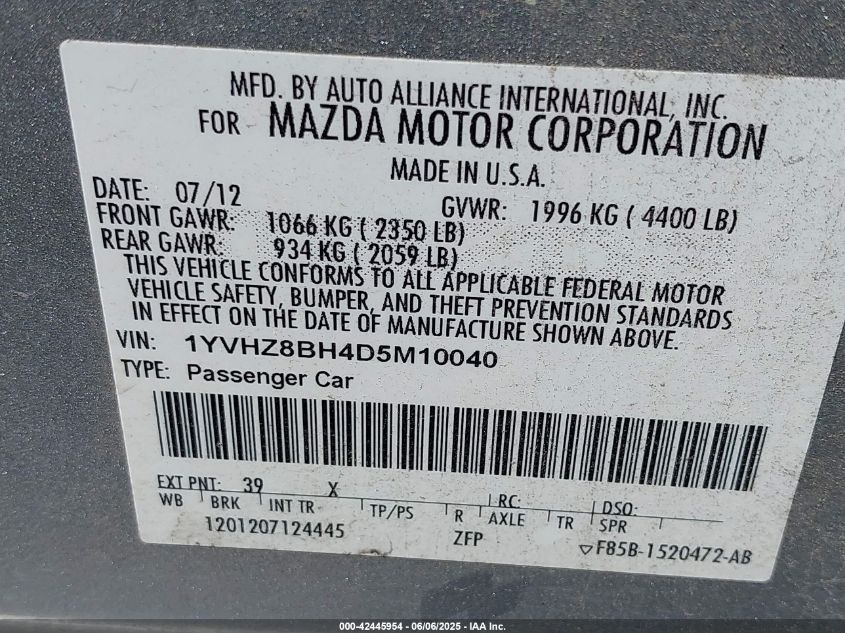 MFD. BY AUTO ALLIANCE INTERNATIONAL, INC.
FOR MAZDA MOTOR CORPORATION
MADE IN U.S.A.
DATE: 07/12 GVWR: 1996 KG ( 4400 LB)
FRONT GAWR: 1066 KG ( 2350 LB)
REAR GAWR: 934 KG ( 2059 LB)
THIS VEHICLE CONFORMS TO ALL APPLICABLE FEDERAL MOTOR
VEHICLE SAFETY, BUMPER, AND THEFT PREVENTION STANDARDS
IN EFFECT ON THE DATE OF MANUFACTURE SHOWN ABOVE.
VIN: 1YVHZ8BH4D5M10040
TYPE: Passenger Car
EXT PNT: 39 X RC: DSO:
WB BRK INT TR TP/PS R AXLE TR SPR
1201207124445 ZFP F85B-1520472-AB
000-42445954 - 06/06/2025 - IAA Inc.